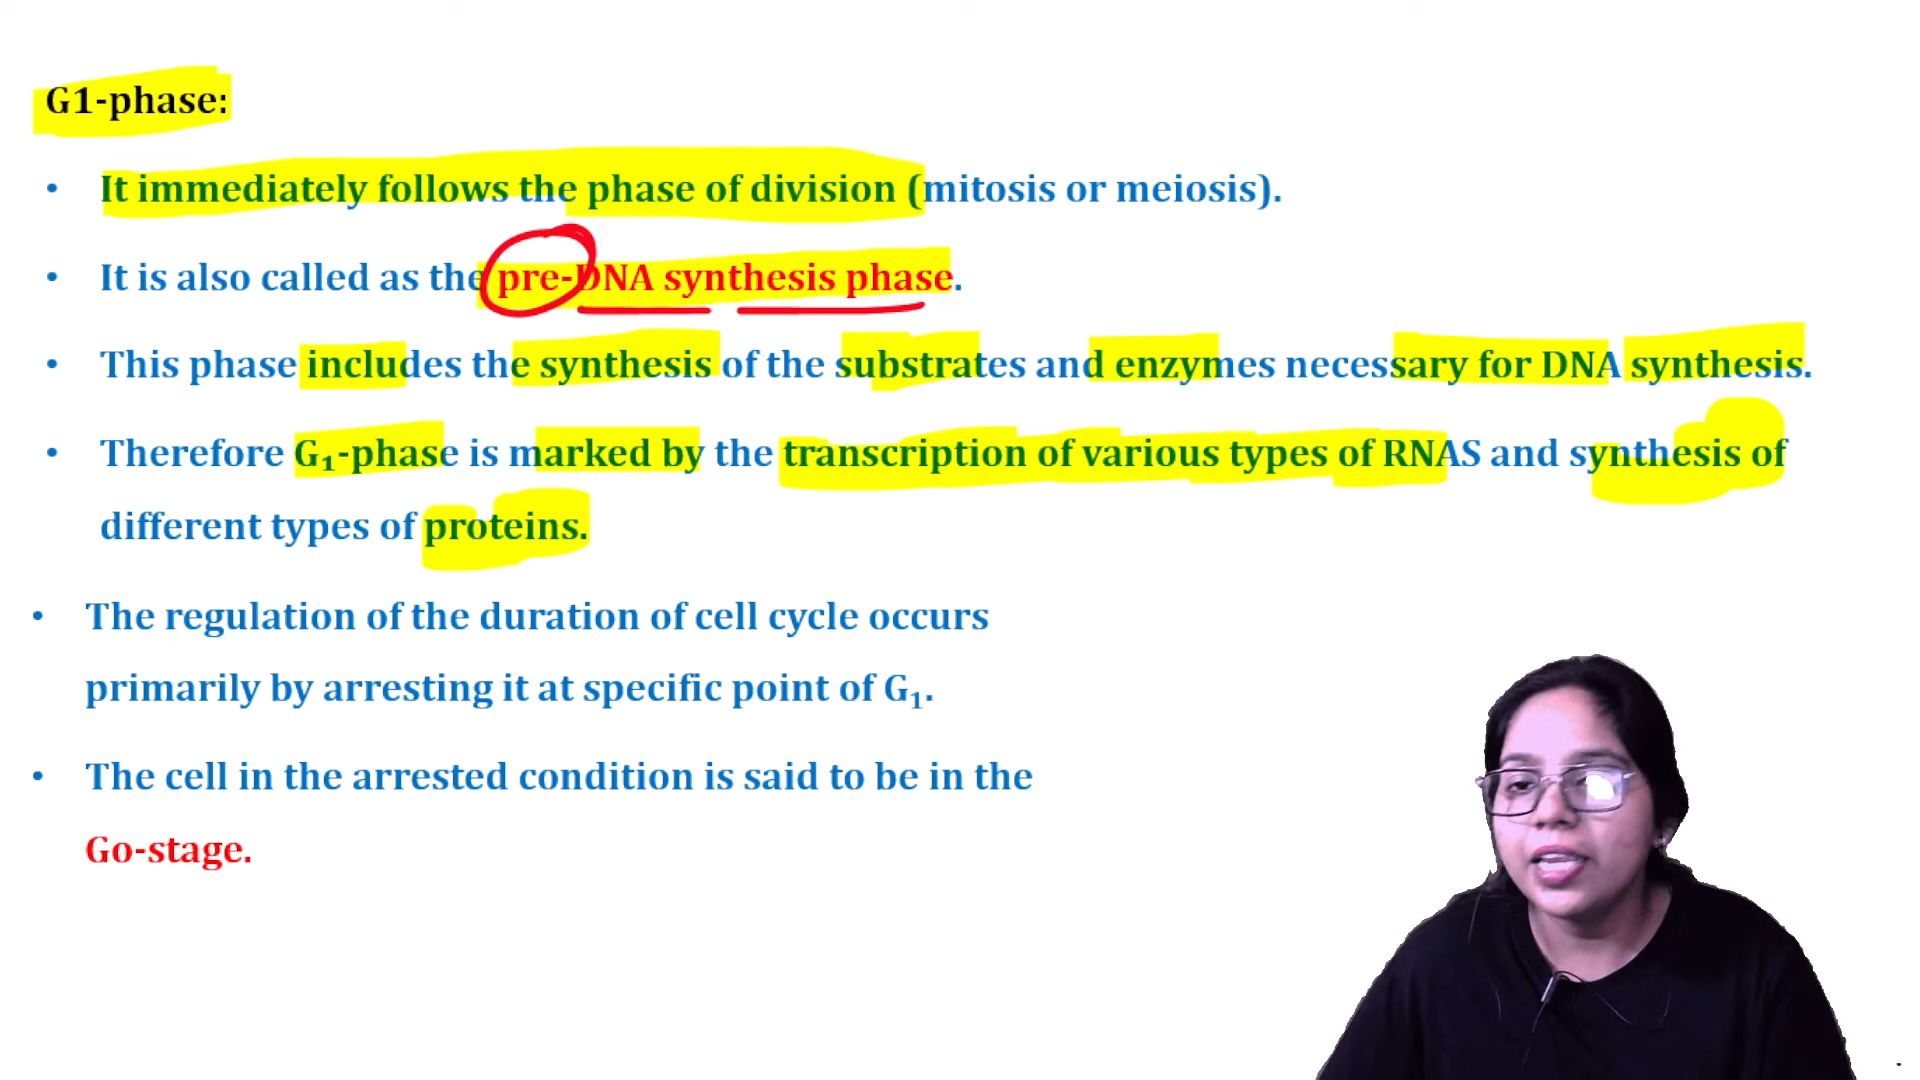 G1-phase:
• It immediately follows the phase of division (mitosis or meiosis).
• It is also called as the pre-DNA synthesis phase.
• This phase includes the synthesis of the substrates and enzymes necessary for DNA synthesis.
• Therefore G₁-phase is marked by the transcription of various types of RNAS and synthesis of
different types of proteins.
• The regulation of the duration of cell cycle occurs
primarily by arresting it at specific point of G₁.
• The cell in the arrested condition is said to be in the
Go-stage.